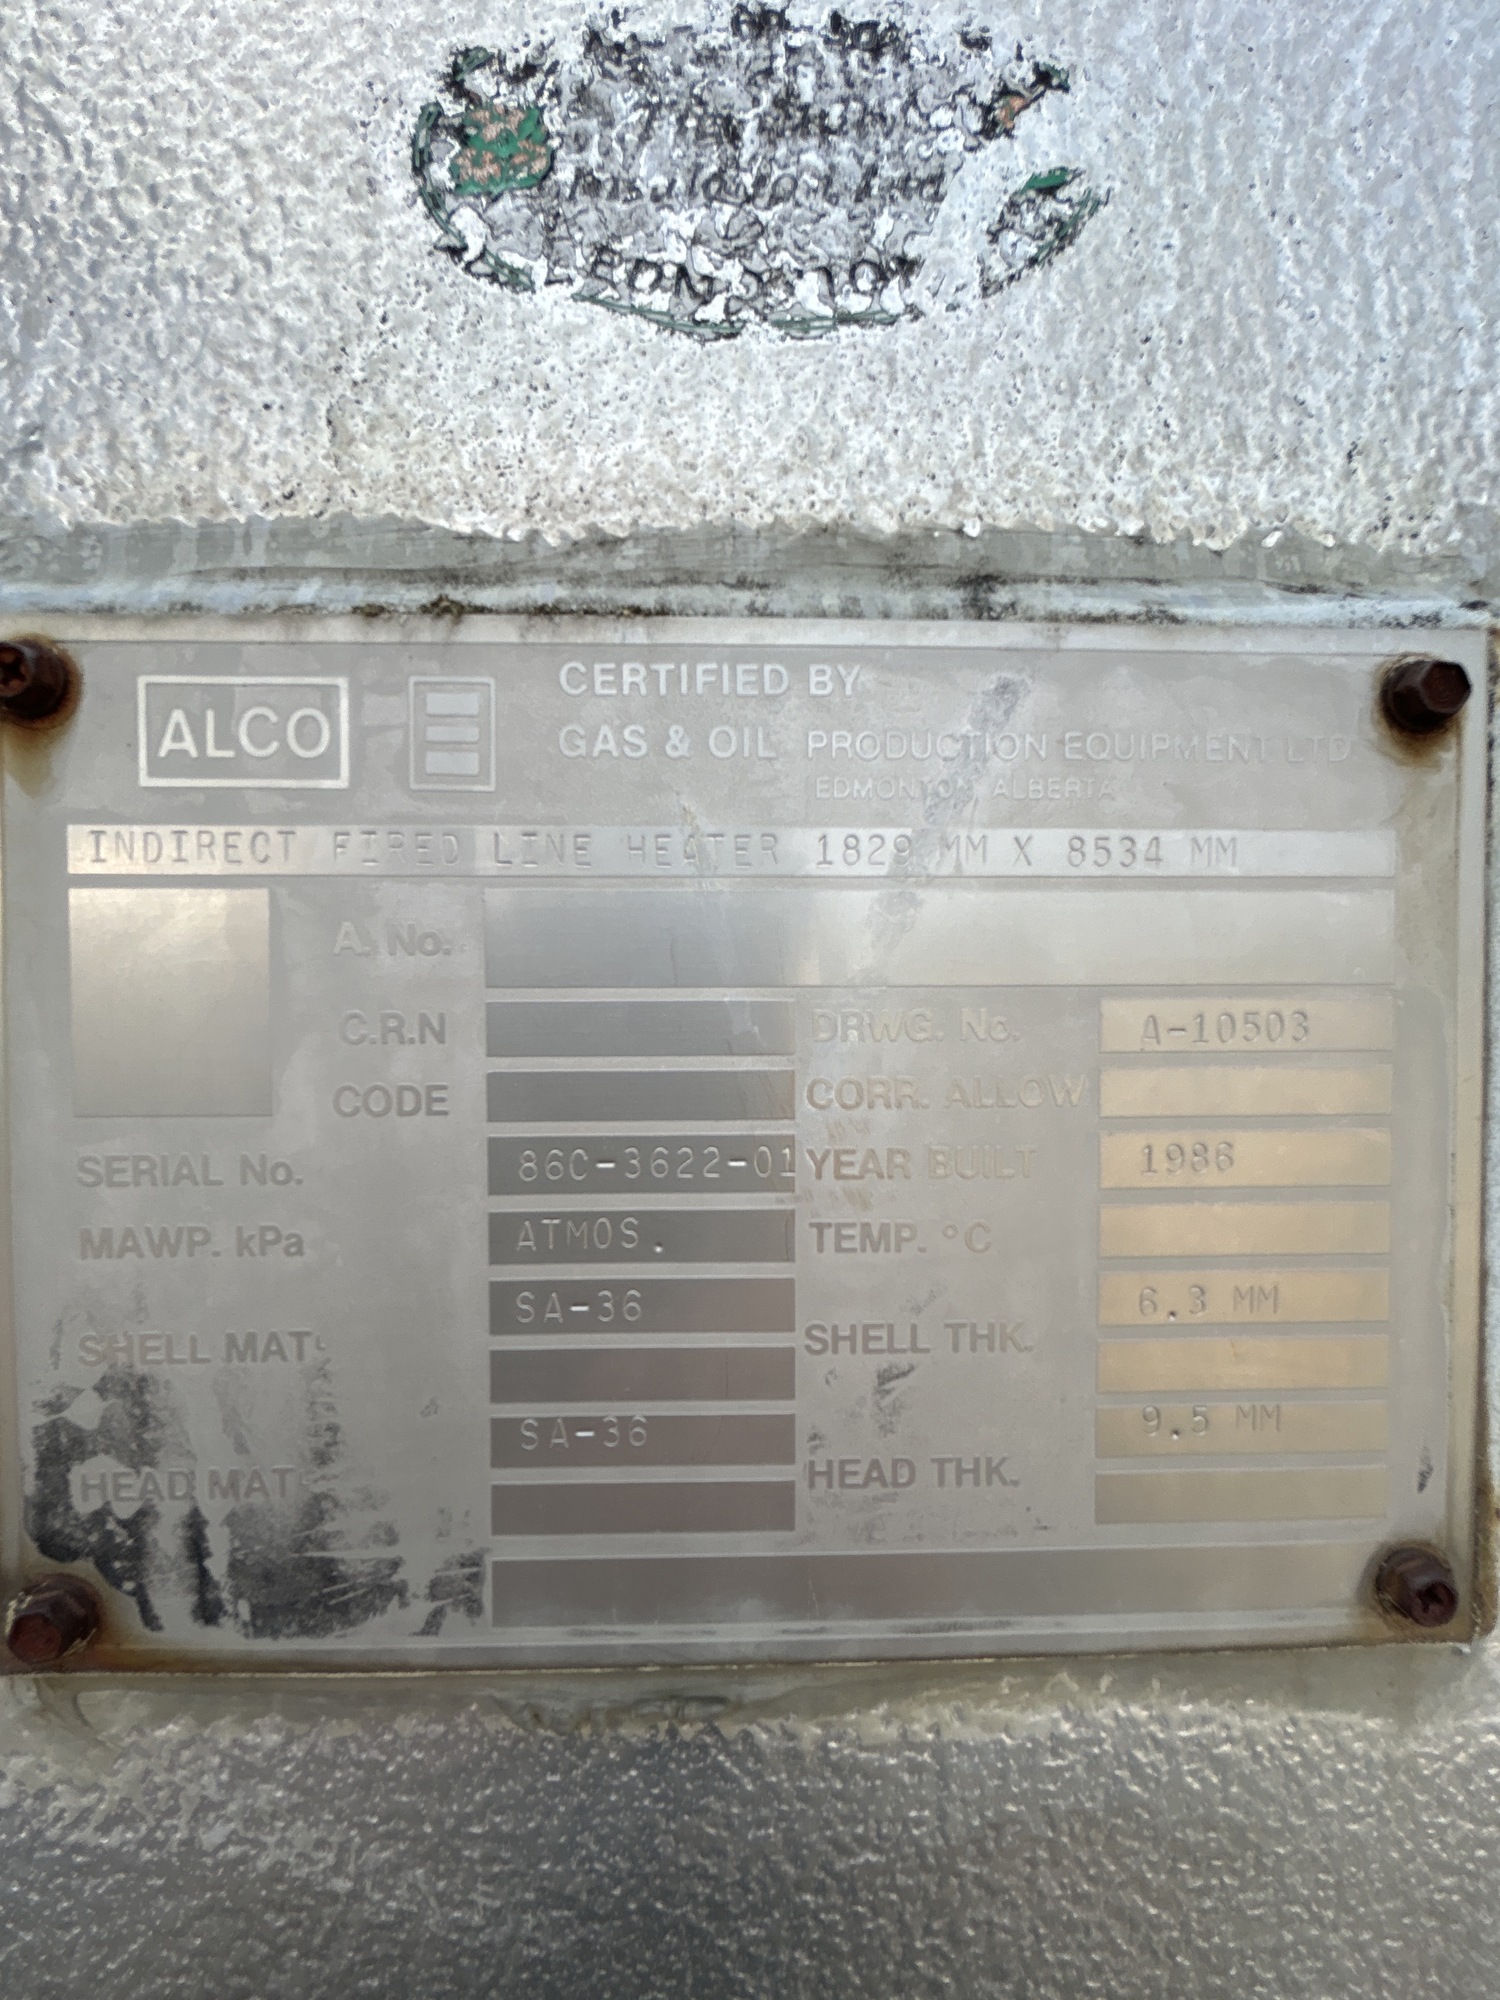 ALCO
CERTIFIED BY
GAS & OIL PRODUCTION EQUIPMENT LTD.
EDMONTON, ALBERTA
INDIRECT FIRED LINE HEATER 1829 MM X 8534 MM
A. No.
C.R.N
DRWG. No. A-10503
CODE
CORR. ALLOW
SERIAL No. 86C-3622-01
YEAR BUILT 1986
MAWP. kPa ATMOS.
TEMP. °C
SHELL MAT'L SA-36
SHELL THK. 6.3 MM
HEAD MAT'L SA-36
HEAD THK. 9.5 MM